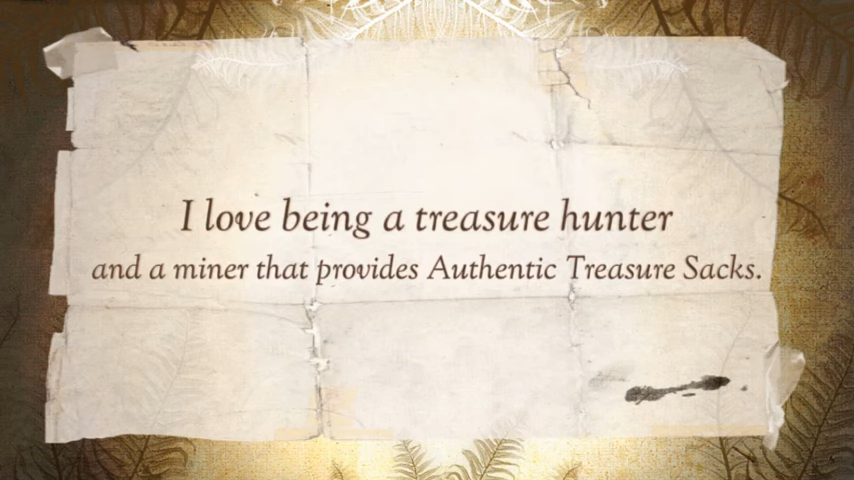 I love being a treasure hunter
and a miner that provides Authentic Treasure Sacks.